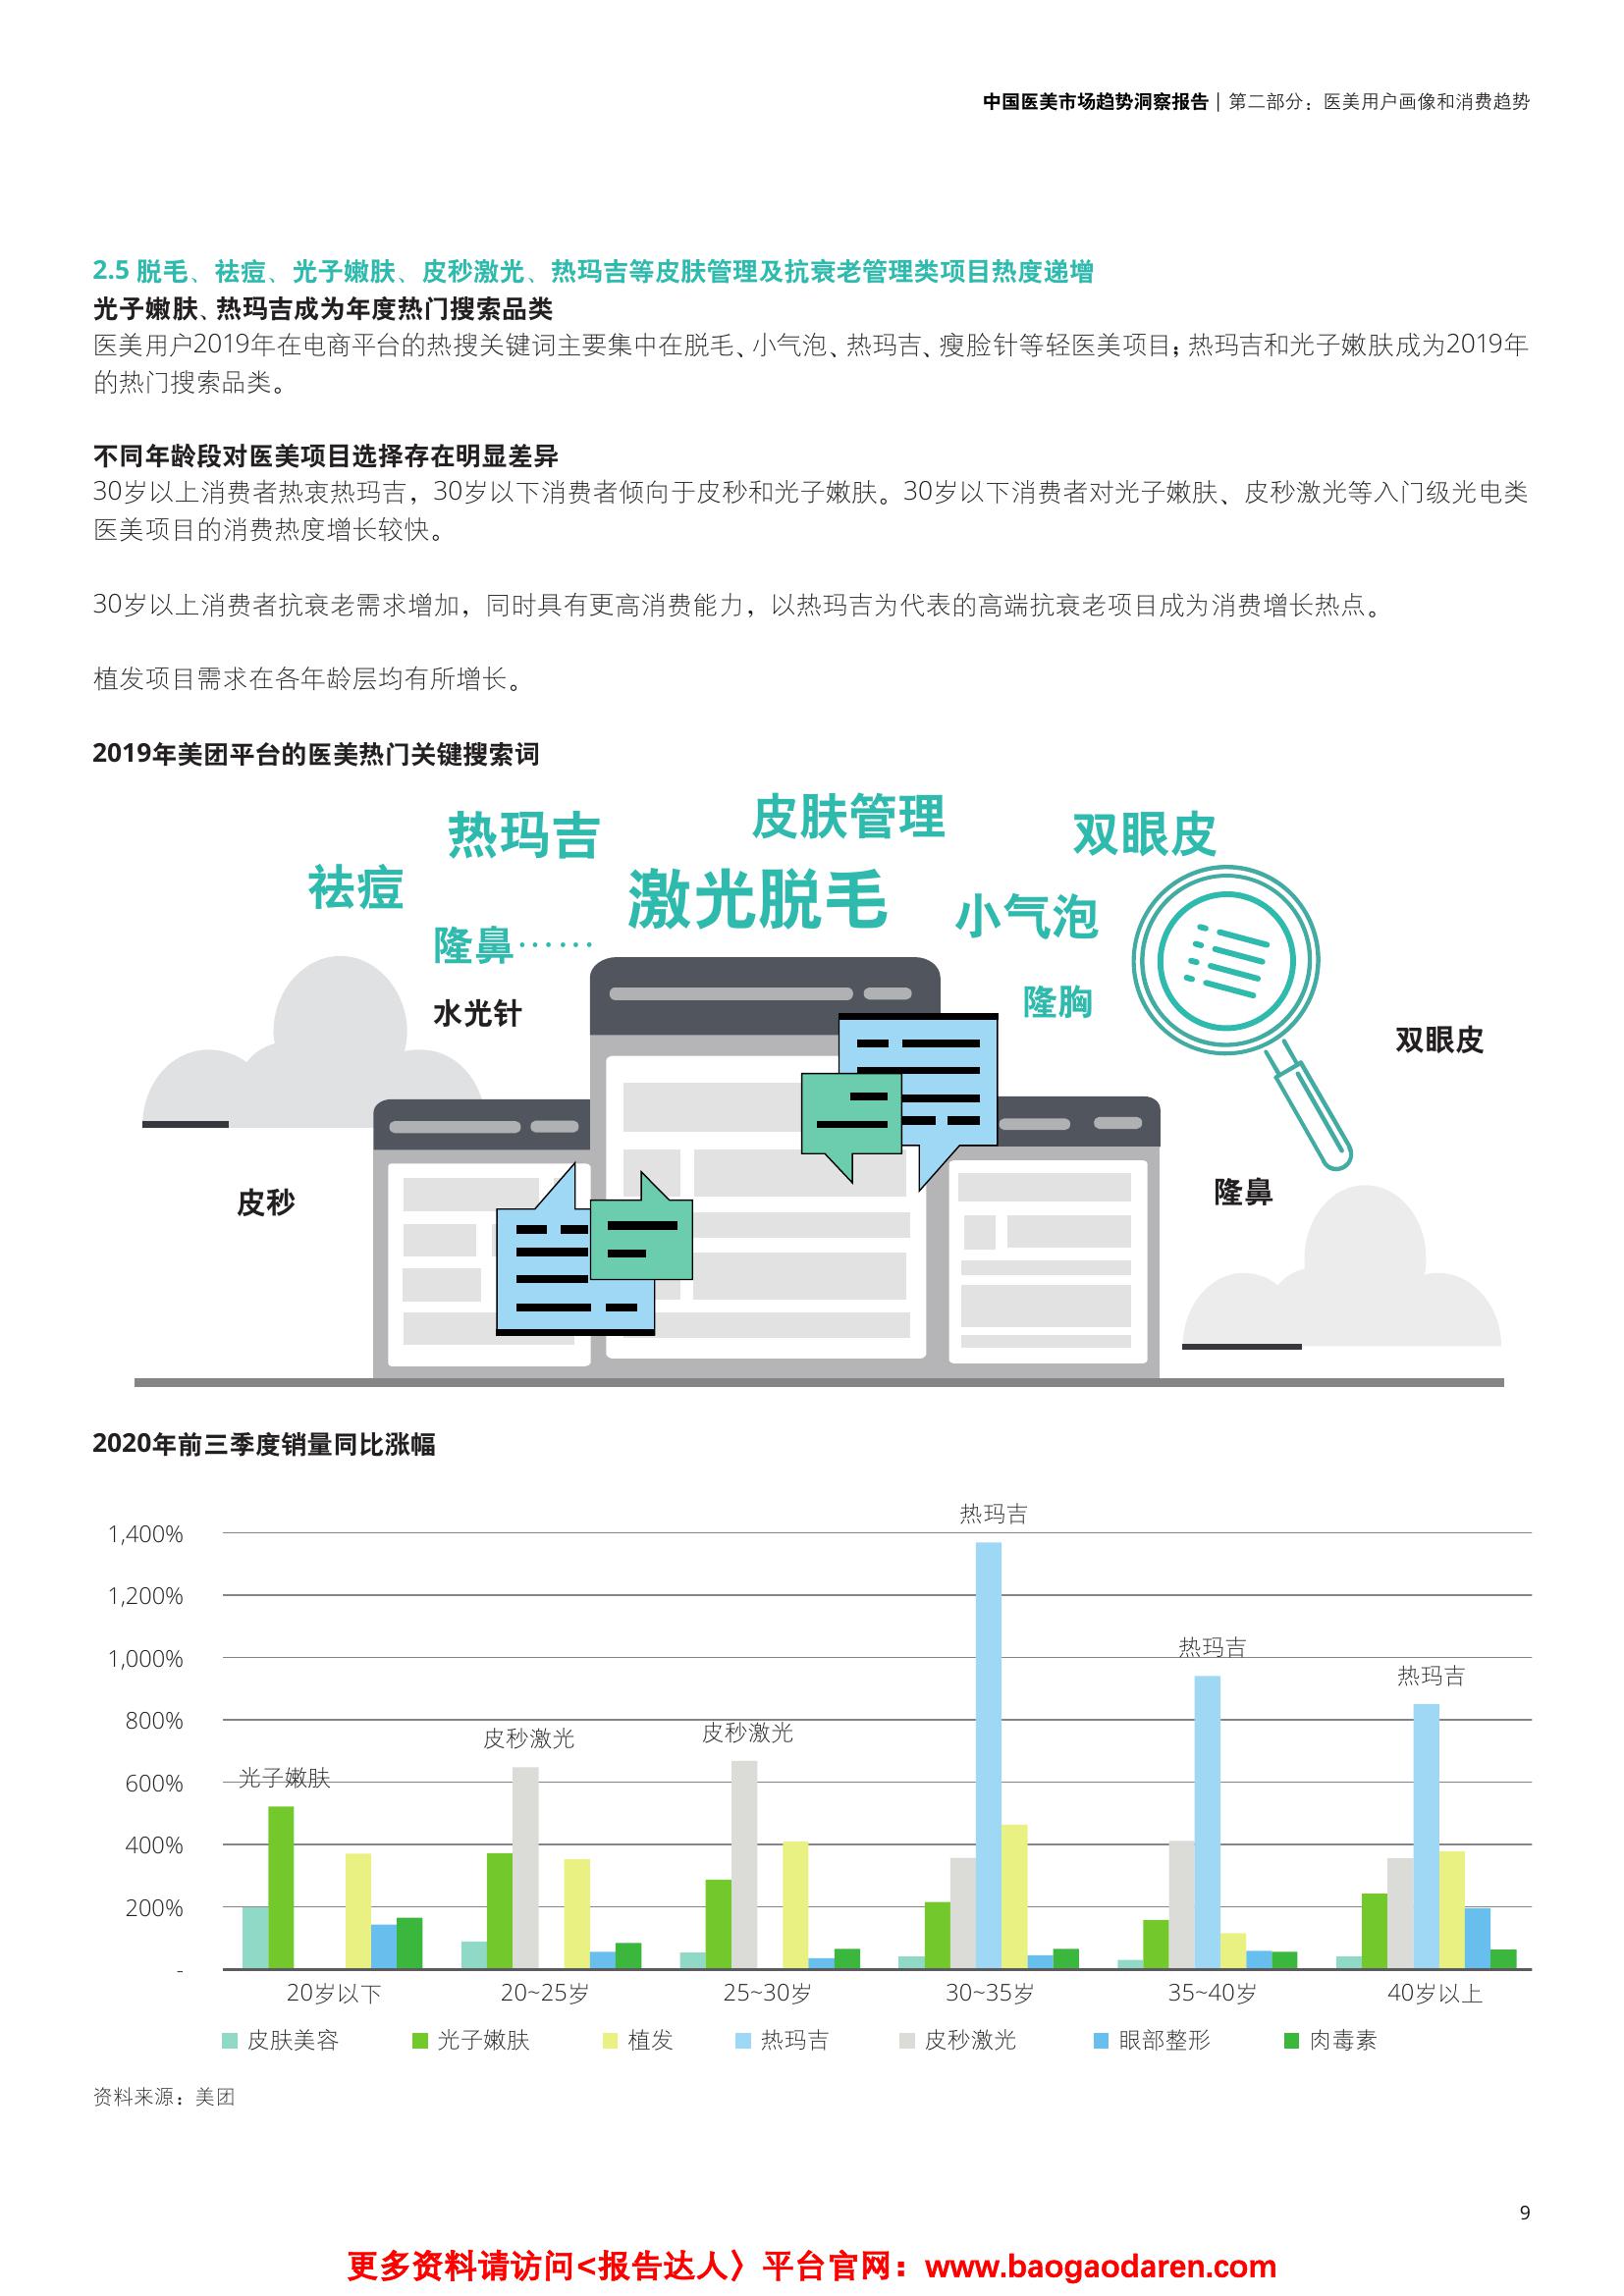 中国医美市场趋势洞察报告 | 第二部分：医美用户画像和消费趋势
2.5 脱毛、祛痘、光子嫩肤、皮秒激光、热玛吉等皮肤管理及抗衰老管理类项目热度递增
光子嫩肤、热玛吉成为年度热门搜索品类
医美用户2019年在电商平台的热搜关键词主要集中在脱毛、小气泡、热玛吉、瘦脸针等轻医美项目；热玛吉和光子嫩肤成为2019年
的热门搜索品类。
不同年龄段对医美项目选择存在明显差异
30岁以上消费者热衷热玛吉，30岁以下消费者倾向于皮秒和光子嫩肤。30岁以下消费者对光子嫩肤、皮秒激光等入门级光电类
医美项目的消费热度增长较快。
30岁以上消费者抗衰老需求增加，同时具有更高消费能力，以热玛吉为代表的高端抗衰老项目成为消费增长热点。
植发项目需求在各年龄层均有所增长。
2019年美团平台的医美热门关键搜索词
皮肤管理
热玛吉
双眼皮
祛痘
激光脱毛
小气泡
隆鼻······
隆胸
水光针
双眼皮
皮秒
隆鼻
2020年前三季度销量同比涨幅
热玛吉
1,400%
1,200%
热玛吉
1,000%
热玛吉
800%
皮秒激光
皮秒激光
光子嫩肤
600%
400%
200%
-
20岁以下 20~25岁 25~30岁 30~35岁 35~40岁 40岁以上
皮肤美容 光子嫩肤 植发 热玛吉 皮秒激光 眼部整形 肉毒素
资料来源：美团
9
更多资料请访问<报告达人〉平台官网：www.baogaodaren.com